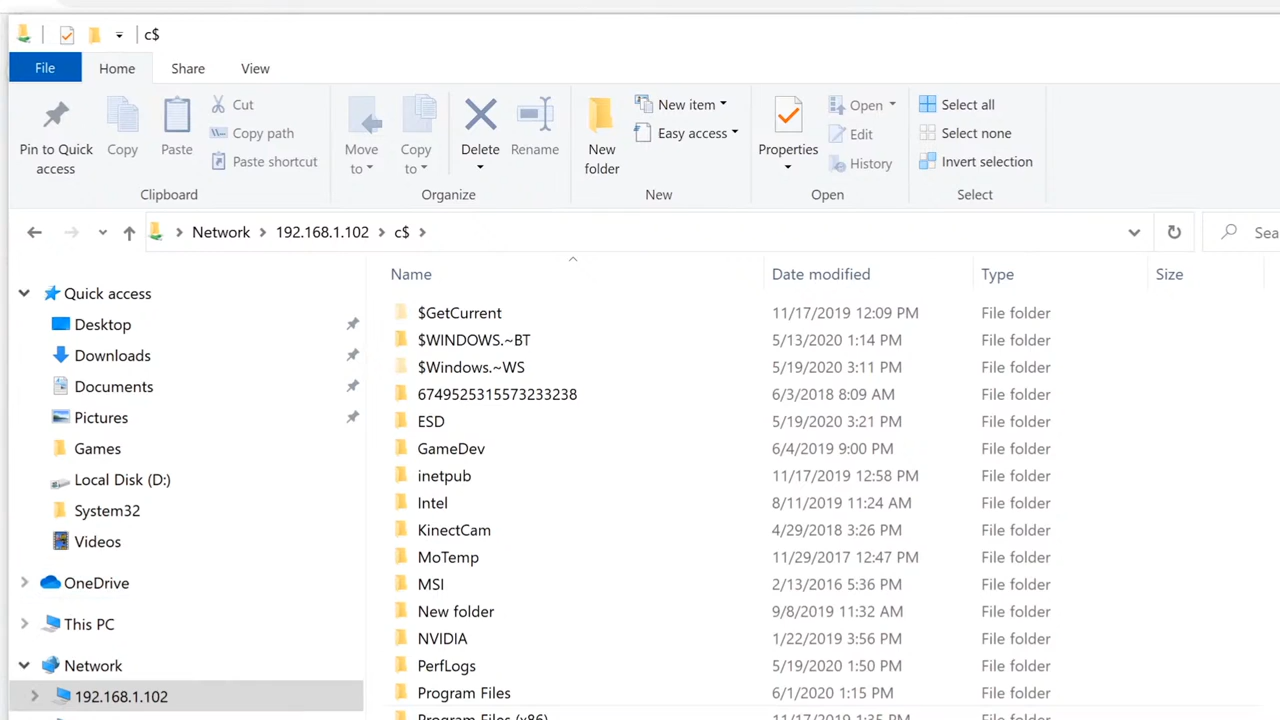 c$
File Home Share View
Pin to Quick access
Copy
Paste
Cut
Copy path
Paste shortcut
Clipboard
Move to
Copy to
Delete
Rename
Organize
New folder
New item
Easy access
New
Properties
Open
Edit
History
Open
Select all
Select none
Invert selection
Select
Network 192.168.1.102 c$
Sea
Quick access
Desktop
Downloads
Documents
Pictures
Games
Local Disk (D:)
System32
Videos
OneDrive
This PC
Network
192.168.1.102
Name Date modified Type Size
$GetCurrent 11/17/2019 12:09 PM File folder
$WINDOWS.~BT 5/13/2020 1:14 PM File folder
$Windows.~WS 5/19/2020 3:11 PM File folder
6749525315573233238 6/3/2018 8:09 AM File folder
ESD 5/19/2020 3:21 PM File folder
GameDev 6/4/2019 9:00 PM File folder
inetpub 11/17/2019 12:58 PM File folder
Intel 8/11/2019 11:24 AM File folder
KinectCam 4/29/2018 3:26 PM File folder
MoTemp 11/29/2017 12:47 PM File folder
MSI 2/13/2016 5:36 PM File folder
New folder 9/8/2019 11:32 AM File folder
NVIDIA 1/22/2019 3:56 PM File folder
PerfLogs 5/19/2020 1:50 PM File folder
Program Files 6/1/2020 1:15 PM File folder
Program Files (x86) 11/17/2019 1:35 PM File folder